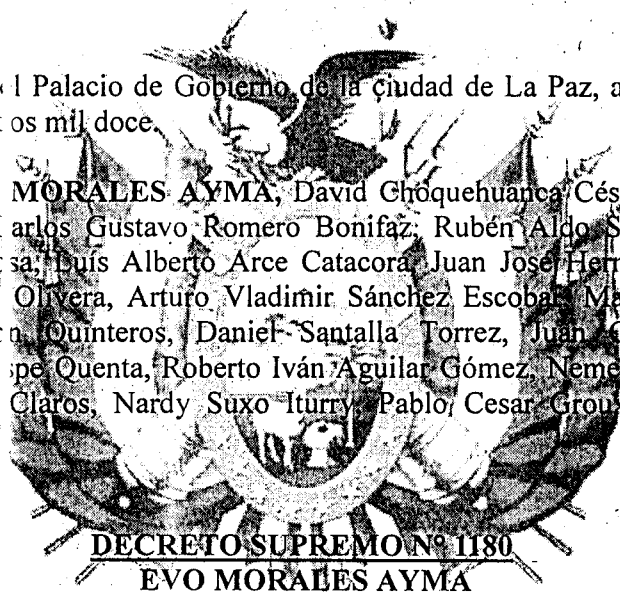 l Palacio de Gobierno de la ciudad de La Paz, a
os mil doce.
MORALES AYMA, David Choquehuanca Cés
arlos Gustavo Romero Bonifaz, Rubén Aldo S
sa, Luís Alberto Arce Catacora, Juan José Her
Olivera, Arturo Vladimir Sánchez Escobar, Ma
n Quinteros, Daniel Santalla Torrez, Juan
spe Quenta, Roberto Iván Aguilar Gómez, Neme
Claros, Nardy Suxo Iturry, Pablo Cesar Grou
DECRETO SUPREMO N° 1180
EVO MORALES AYMA